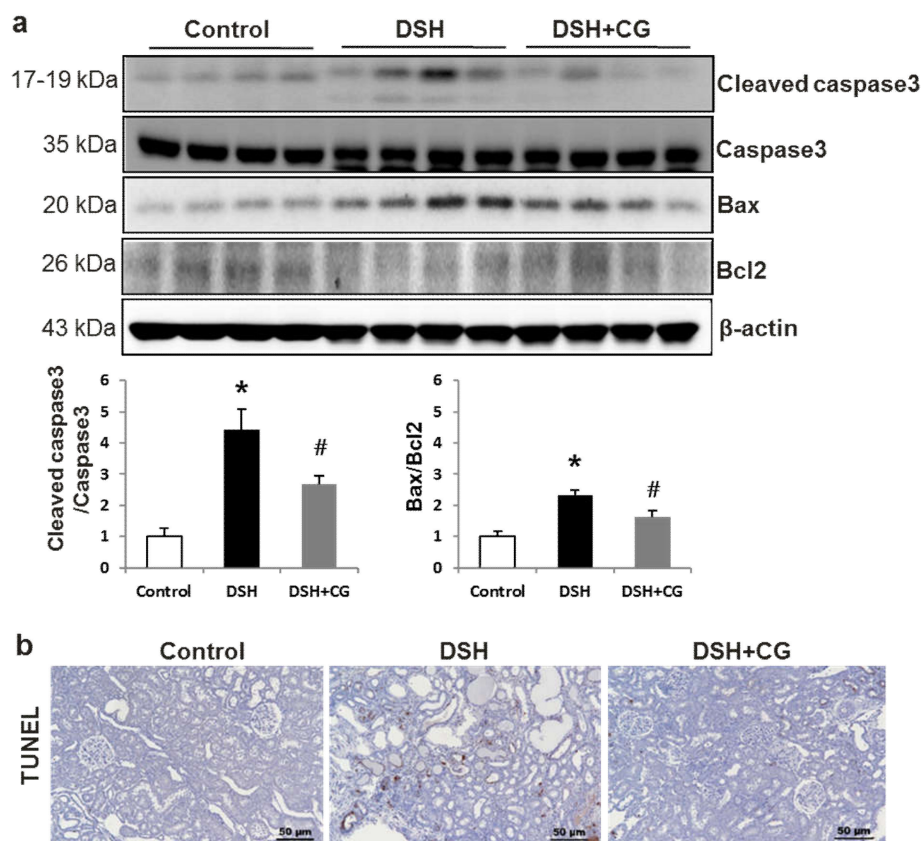 a
Control DSH DSH+CG
17-19 kDa Cleaved caspase3
35 kDa Caspase3
20 kDa Bax
26 kDa Bcl2
43 kDa β-actin
Cleaved caspase3
/Caspase3
6
5
4
3
2
1
0
*
#
Control DSH DSH+CG
Bax/Bcl2
6
5
4
3
2
1
0
*
#
Control DSH DSH+CG
b
Control DSH DSH+CG
TUNEL
50 μm 50 μm 50 μm